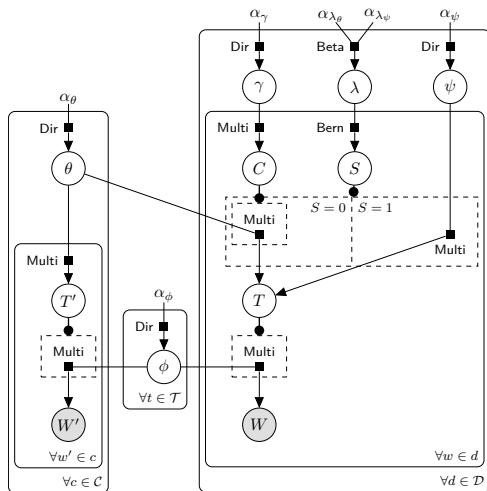 α_γ α_{λ_θ} α_{λ_ψ} α_ψ
Dir Beta Dir
γ λ ψ
α_θ
Dir
Multi Bern
θ C S
S = 0 S = 1
Multi
Multi
Multi
T′ T
α_ϕ
Dir
Multi Multi
ϕ
∀t ∈ 𝒯
W′ W
∀w′ ∈ c ∀w ∈ d
∀c ∈ 𝒞 ∀d ∈ 𝒟